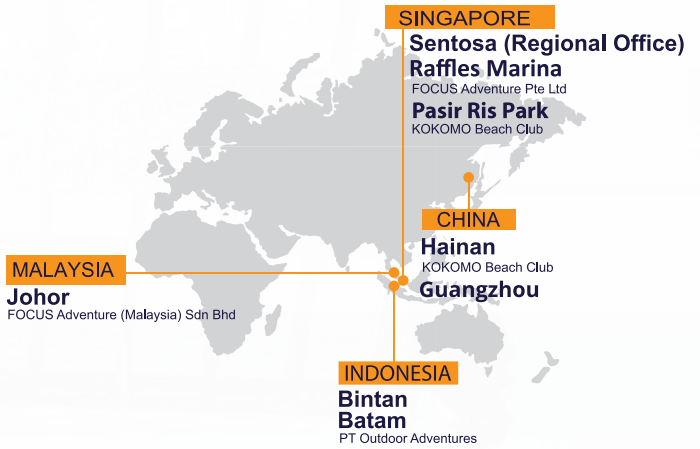 SINGAPORE
Sentosa (Regional Office)
Raffles Marina
FOCUS Adventure Pte Ltd
Pasir Ris Park
KOKOMO Beach Club
CHINA
Hainan
KOKOMO Beach Club
Guangzhou
MALAYSIA
Johor
FOCUS Adventure (Malaysia) Sdn Bhd
INDONESIA
Bintan
Batam
PT Outdoor Adventures